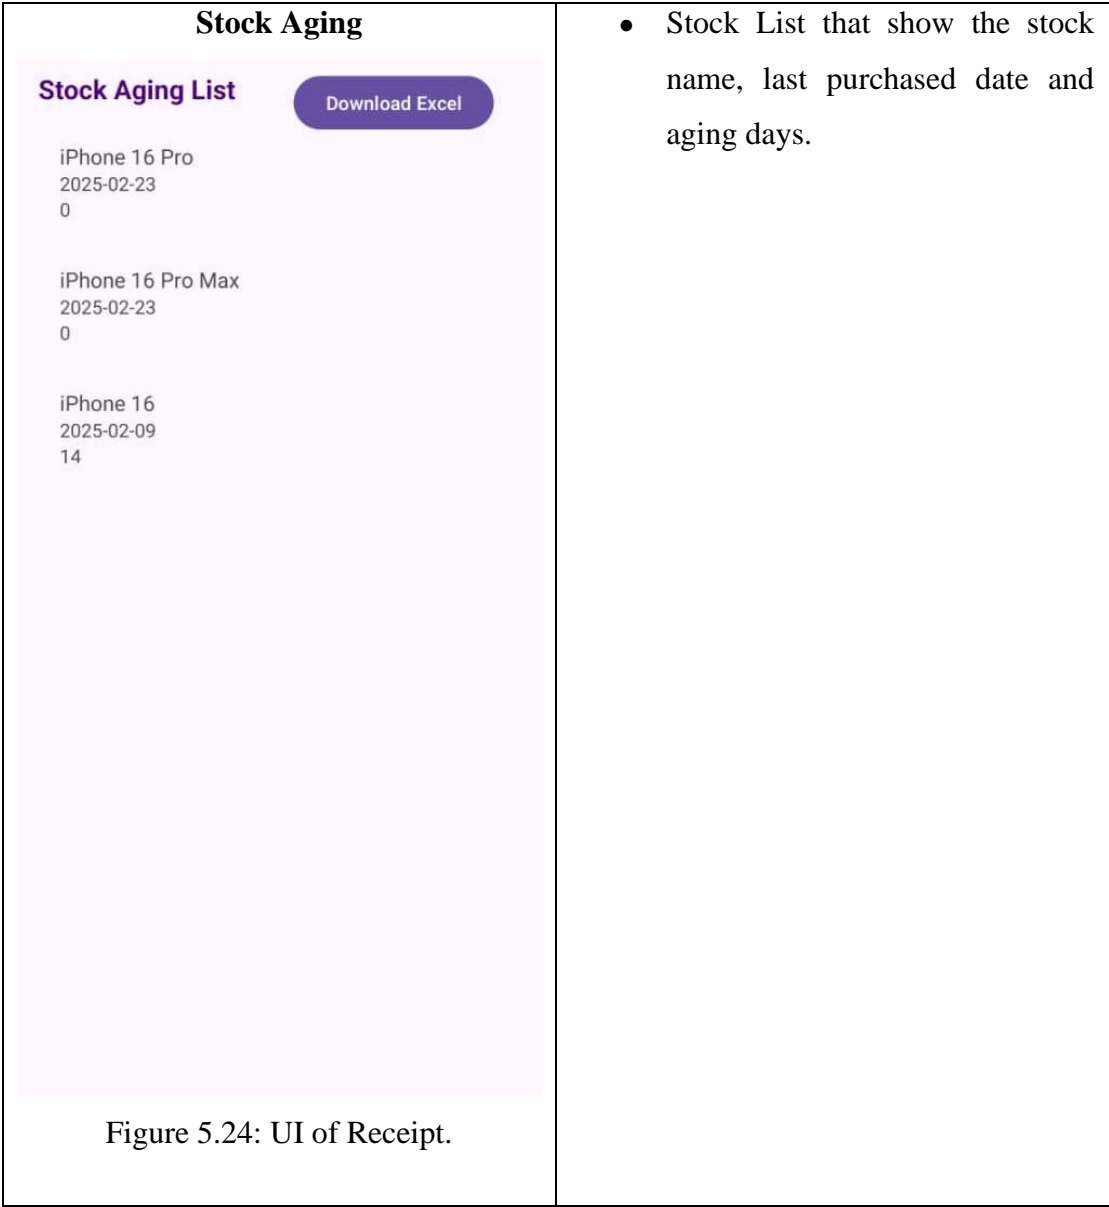 Stock Aging
Stock Aging List
Download Excel
iPhone 16 Pro
2025-02-23
0
iPhone 16 Pro Max
2025-02-23
0
iPhone 16
2025-02-09
14
Figure 5.24: UI of Receipt.
● Stock List that show the stock
name, last purchased date and
aging days.